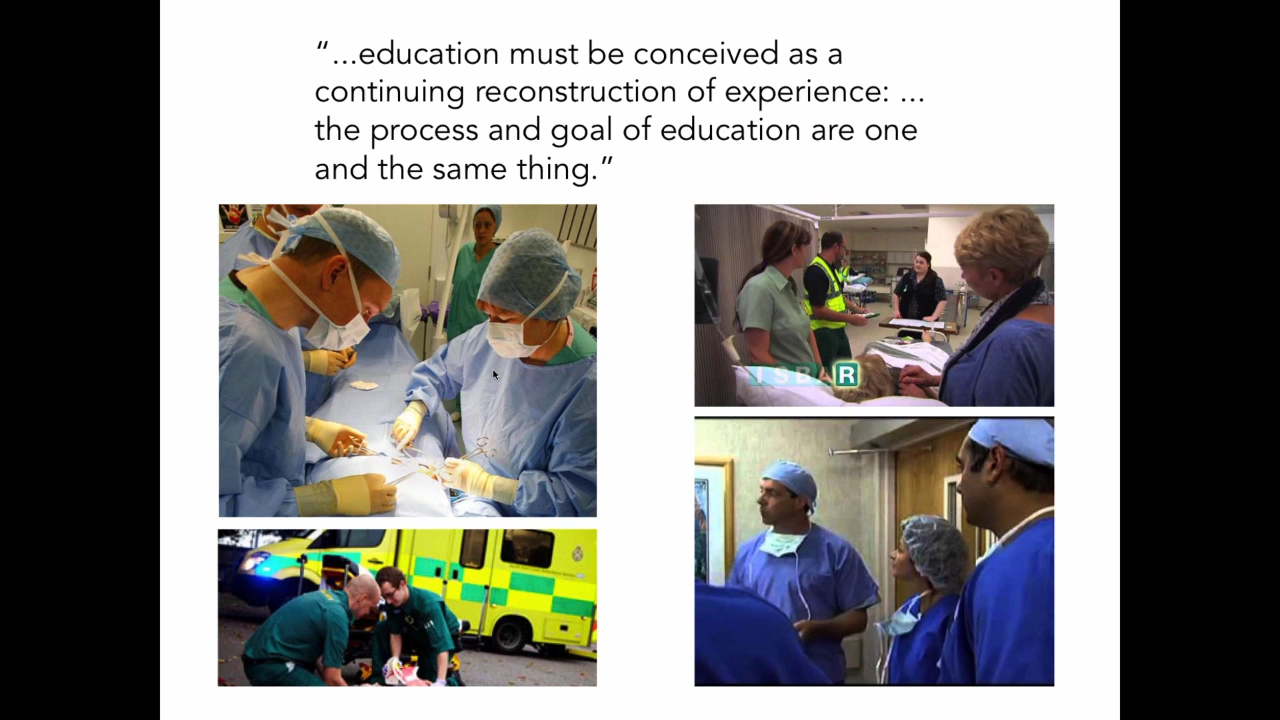 “...education must be conceived as a
continuing reconstruction of experience: ...
the process and goal of education are one
and the same thing.”
ISBAR